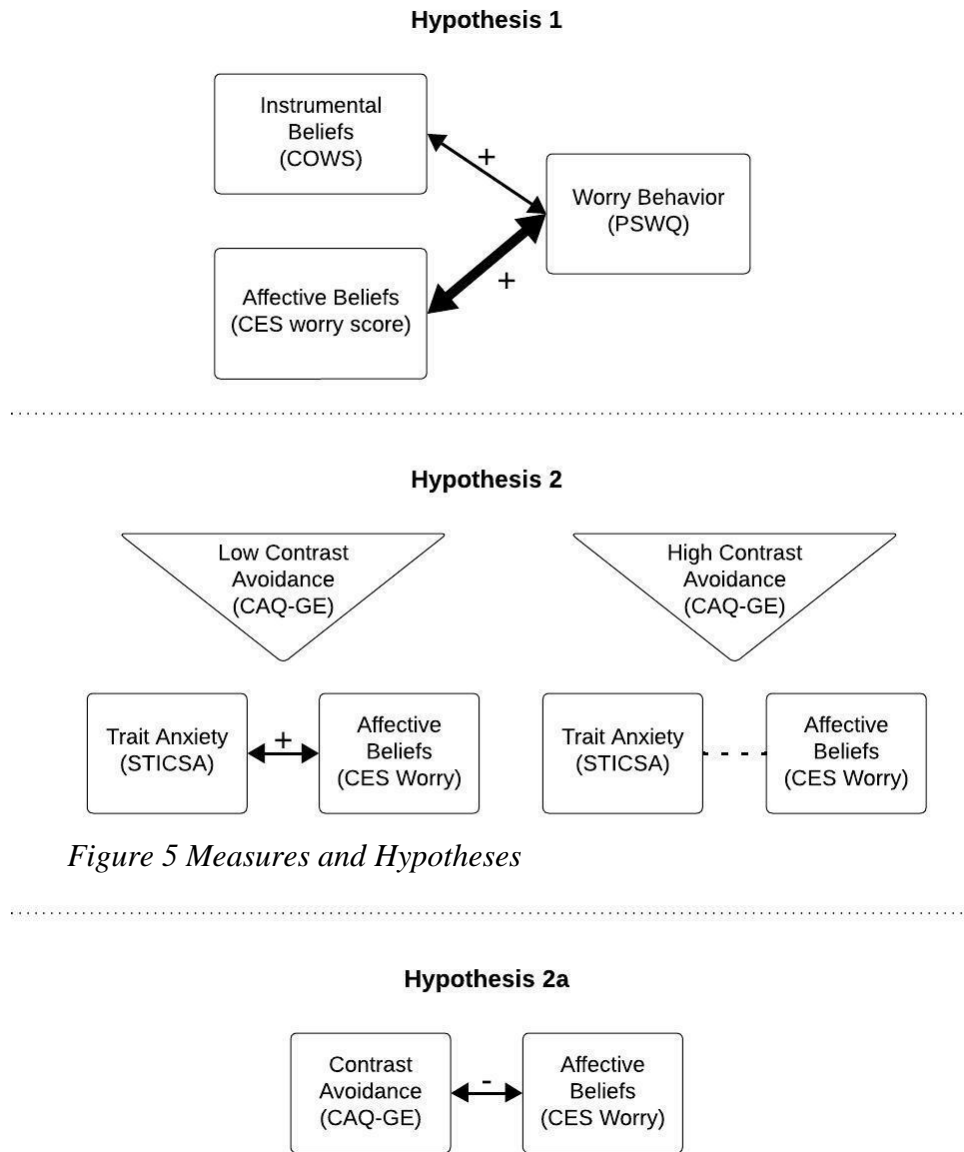 Hypothesis 1
Instrumental
Beliefs
(COWS)
+
Worry Behavior
(PSWQ)
+
Affective Beliefs
(CES worry score)
Hypothesis 2
Low Contrast
Avoidance
(CAQ-GE)
High Contrast
Avoidance
(CAQ-GE)
Trait Anxiety
(STICSA)
+
Affective
Beliefs
(CES Worry)
Trait Anxiety
(STICSA)
Affective
Beliefs
(CES Worry)
Figure 5 Measures and Hypotheses
Hypothesis 2a
Contrast
Avoidance
(CAQ-GE)
-
Affective
Beliefs
(CES Worry)